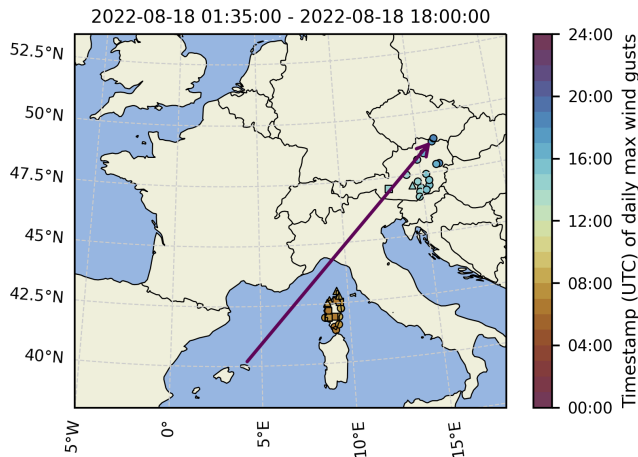 2022-08-18 01:35:00 - 2022-08-18 18:00:00
52.5°N
50°N
47.5°N
45°N
42.5°N
40°N
5°W
0°
5°E
10°E
15°E
24:00
20:00
16:00
12:00
08:00
04:00
00:00
Timestamp (UTC) of daily max wind gusts